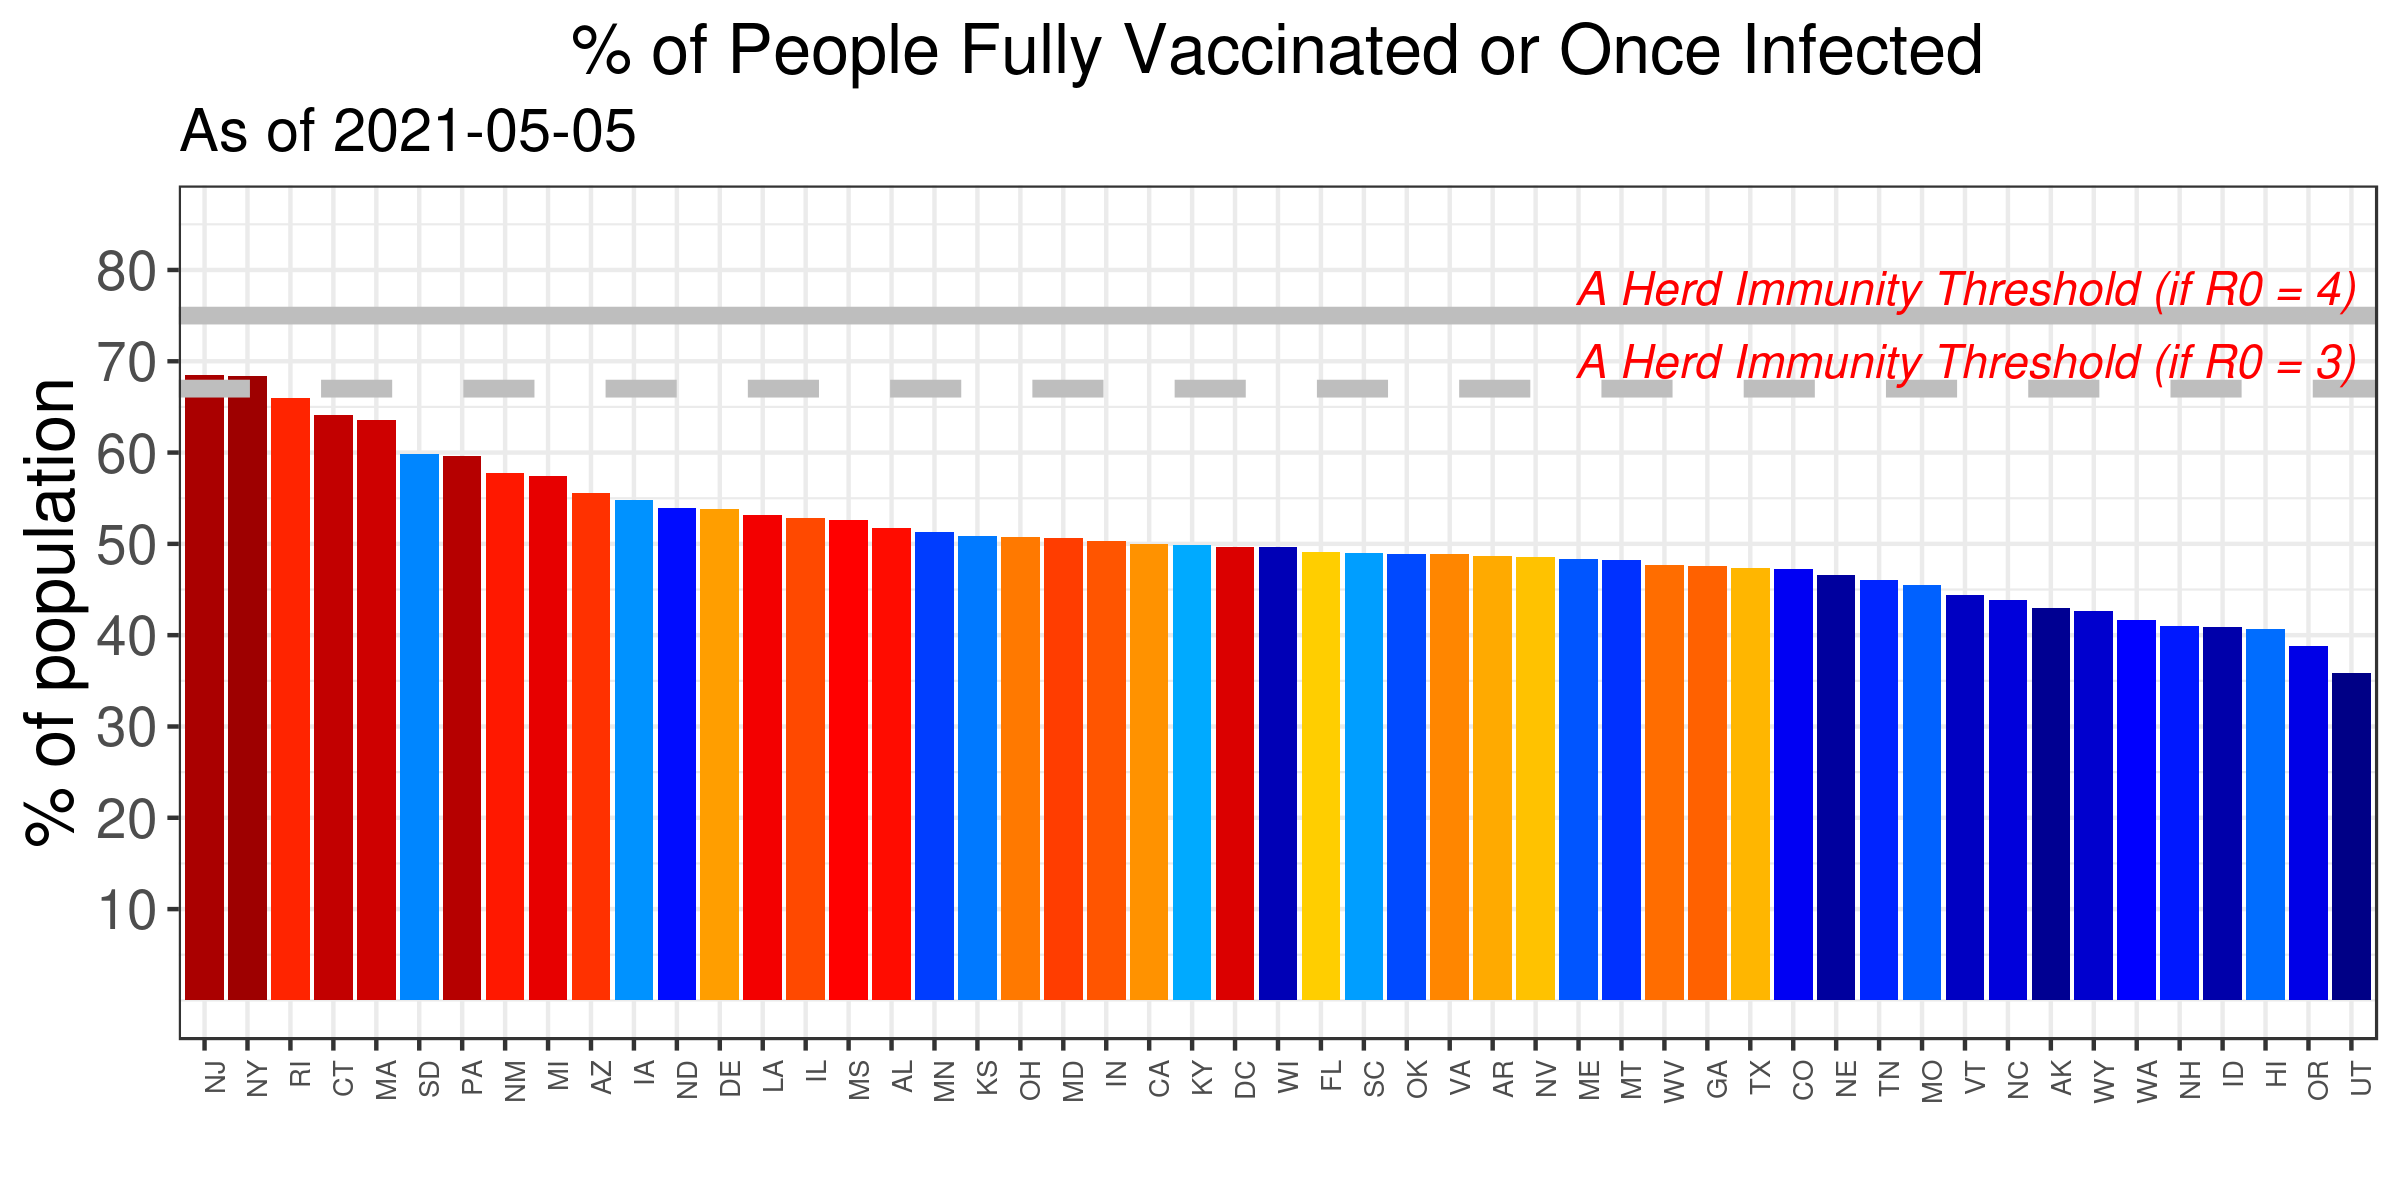 % of People Fully Vaccinated or Once Infected
As of 2021-05-05
% of population
80
70
60
50
40
30
20
10
A Herd Immunity Threshold (if R0 = 4)
A Herd Immunity Threshold (if R0 = 3)
NJ NY RI CT MA SD PA NM MI AZ IA ND DE LA IL MS AL MN KS OH MD IN CA KY DC WI FL SC OK VA AR NV ME MT WV GA TX CO NE TN MO VT NC AK WY WA NH ID HI OR UT